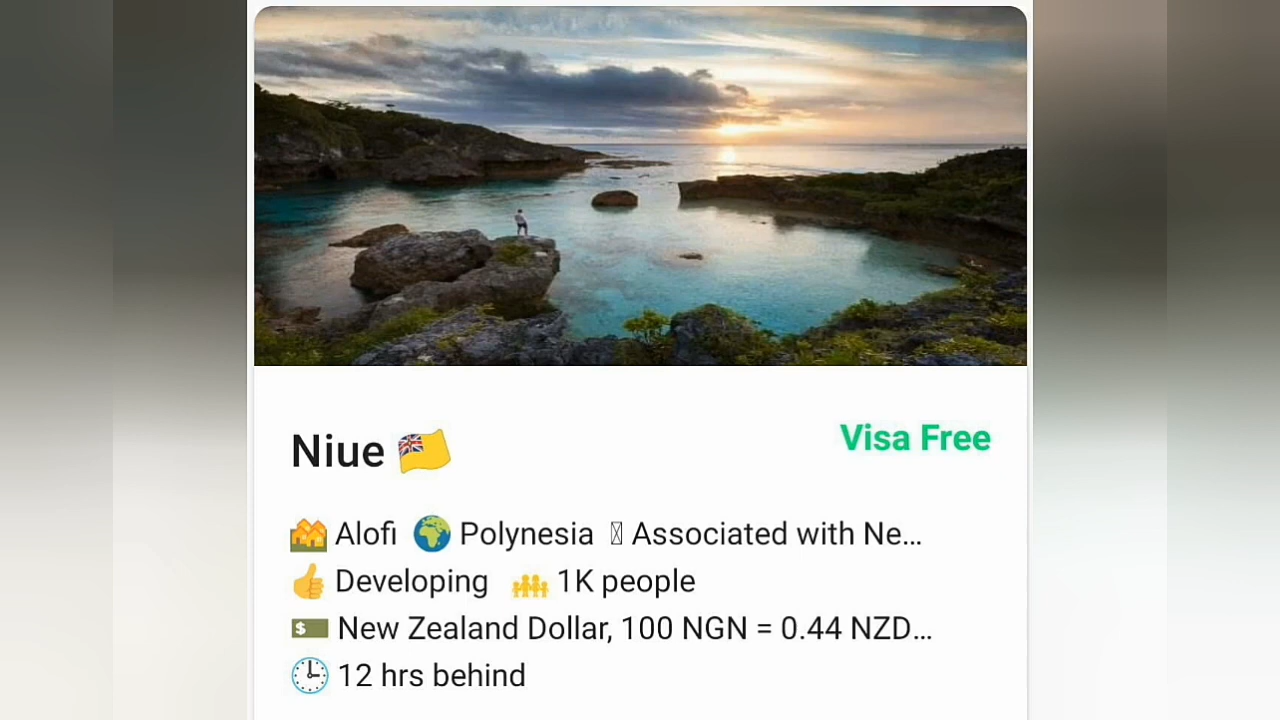 Niue
Visa Free
Alofi Polynesia Associated with Ne...
Developing 1K people
New Zealand Dollar, 100 NGN = 0.44 NZD...
12 hrs behind